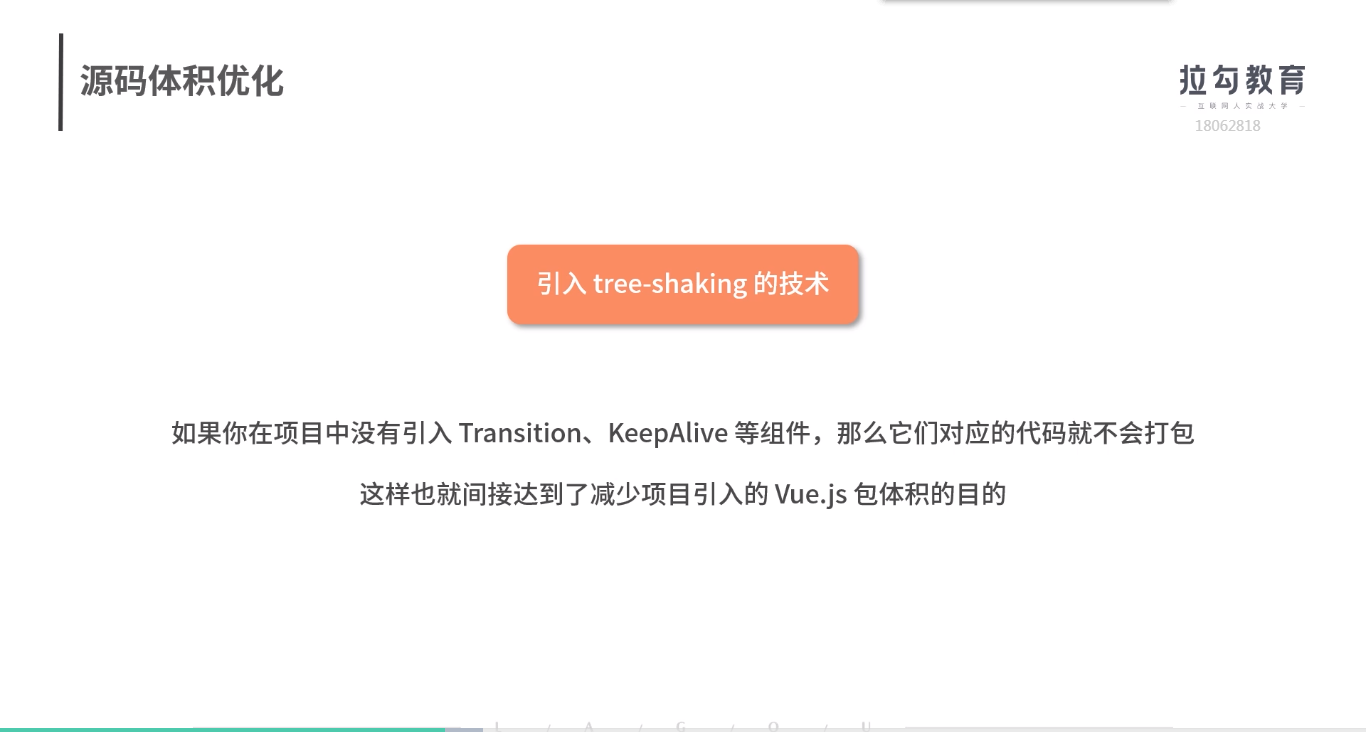 源码体积优化
拉勾教育
互联网人实战大学
18062818
引入 tree-shaking 的技术
如果你在项目中没有引入 Transition、KeepAlive 等组件，那么它们对应的代码就不会打包
这样也就间接达到了减少项目引入的 Vue.js 包体积的目的
L / A / G / O / U